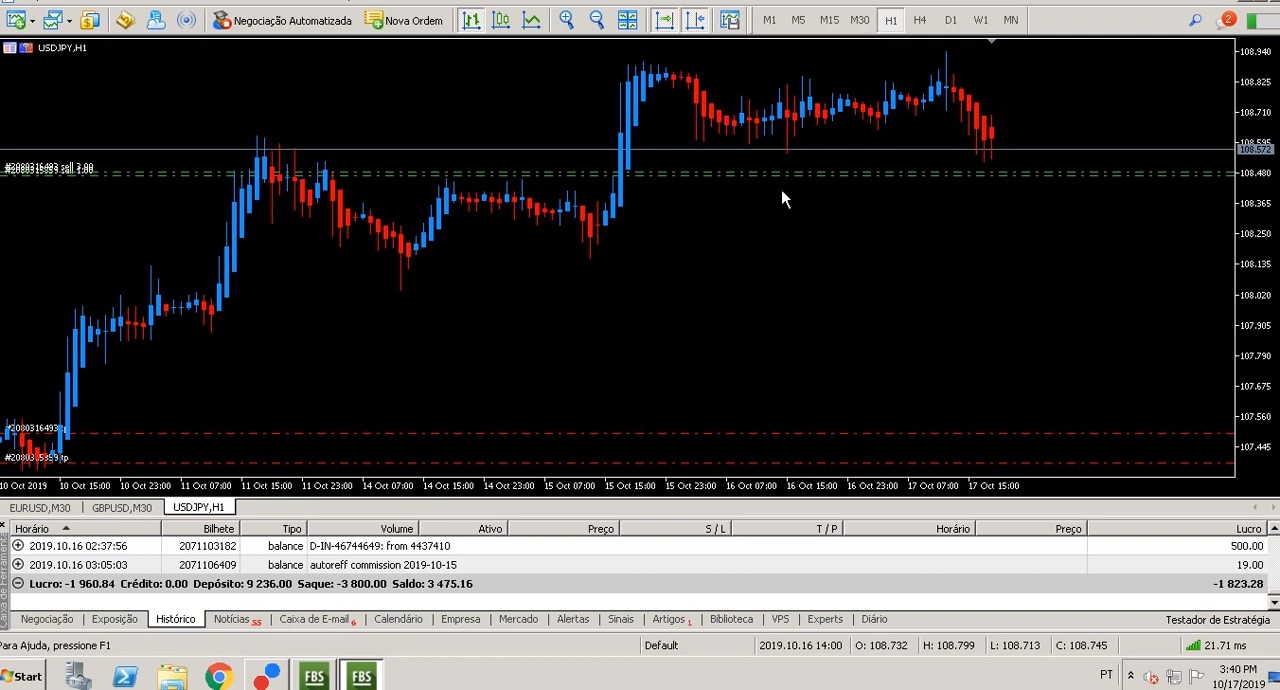 Negociação Automatizada Nova Ordem M1 M5 M15 M30 H1 H4 D1 W1 MN 2
USDJPY,H1
108.940
108.825
108.710
108.595
108.572
#2080316493 sell 3.00
108.480
108.365
108.250
108.135
108.020
107.905
107.790
107.675
107.560
#2080316493 tp
107.445
tp
10 Oct 2019 10 Oct 15:00 10 Oct 23:00 11 Oct 07:00 11 Oct 15:00 11 Oct 23:00 14 Oct 07:00 14 Oct 15:00 14 Oct 23:00 15 Oct 07:00 15 Oct 15:00 15 Oct 23:00 16 Oct 07:00 16 Oct 15:00 16 Oct 23:00 17 Oct 07:00 17 Oct 15:00
EURUSD,M30 GBPUSD,M30 USDJPY,H1
Horário Bilhete Tipo Volume Ativo Preço S / L T / P Horário Preço Lucro
2019.10.16 02:37:56 2071103182 balance D-IN-46744649: from 4437410 500.00
2019.10.16 03:05:03 2071106409 balance autoreff commission 2019-10-15 19.00
Lucro: -1 960.84 Crédito: 0.00 Depósito: 9 236.00 Saque: -3 800.00 Saldo: 3 475.16 -1 823.28
Caixa de Ferramenta
Negociação Exposição Histórico Notícias 55 Caixa de E-mail 6 Calendário Empresa Mercado Alertas Sinais Artigos 1 Biblioteca VPS Experts Diário Testador de Estratégia
Para Ajuda, pressione F1 Default 2019.10.16 14:00 O: 108.732 H: 108.799 L: 108.713 C: 108.745 21.71 ms
Start FBS FBS PT 3:40 PM
10/17/2019